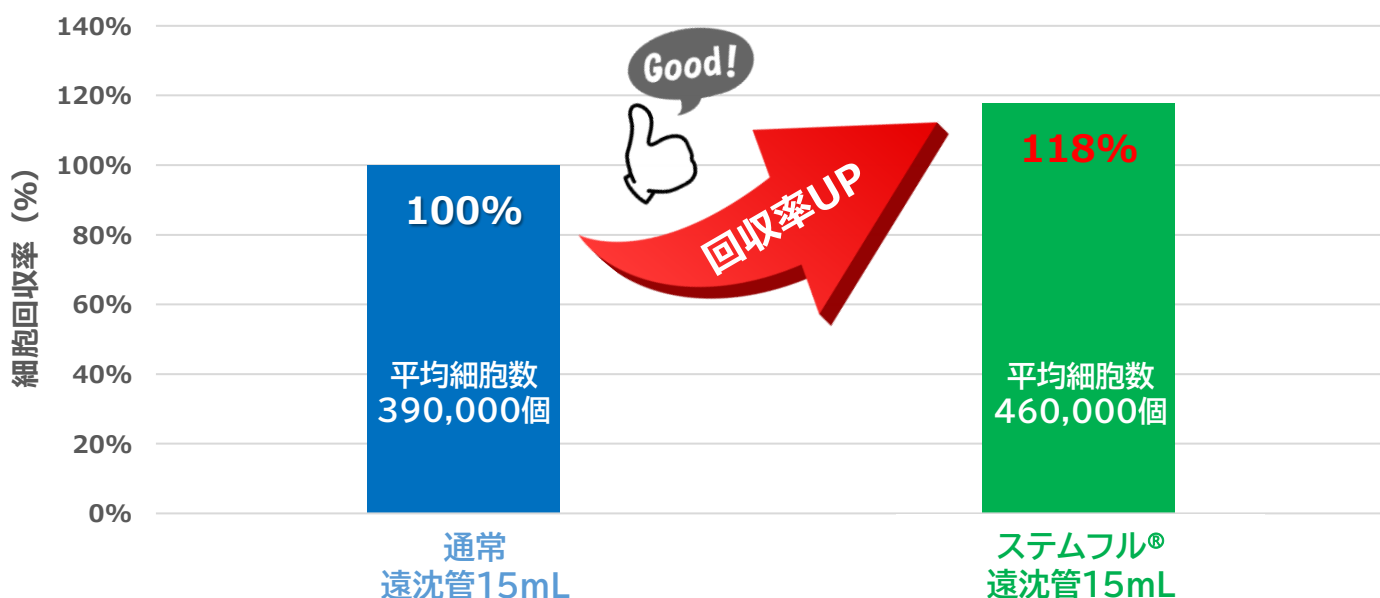 細胞回収率（%）
140%
120%
100%
80%
60%
40%
20%
0%
Good!
回収率UP
100%
平均細胞数
390,000個
118%
平均細胞数
460,000個
通常
遠沈管15mL
ステムフル®
遠沈管15mL